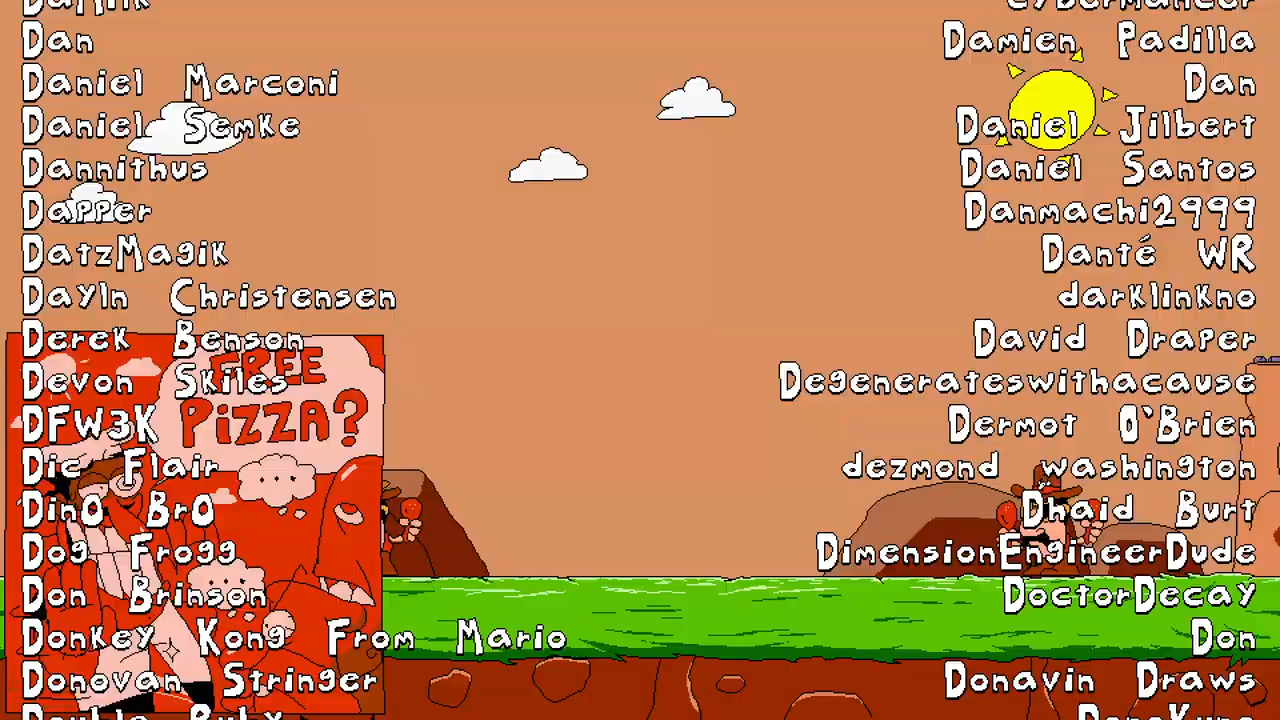 Dan
Damien Padilla
Daniel Marconi
Dan
Daniel Semke
Daniel Jilbert
Dannithus
Daniel Santos
Dapper
Danmachi2999
DatzMagik
Danté WR
Dayln Christensen
darklinkno
Derek Benson
David Draper
FREE
Devon Skiles
Degenerateswithacause
DFW3K
PiZZA?
Dermot O'Brien
Dic Flair
dezmond washington
...
DinO BrO
Dhaid Burt
Dog Frogg
DimensionEngineerDude
Don Brinson
DoctorDecay
Donkey Kong From Mario
Don
Donovan Stringer
Donavin Draws